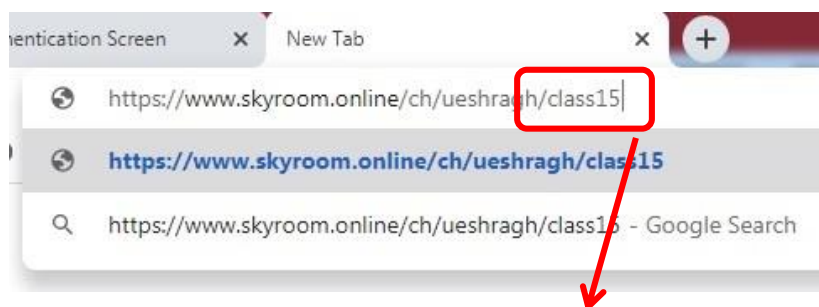 nentication Screen × New Tab × +
https://www.skyroom.online/ch/ueshragh/class15
https://www.skyroom.online/ch/ueshragh/class15
https://www.skyroom.online/ch/ueshragh/class15 - Google Search